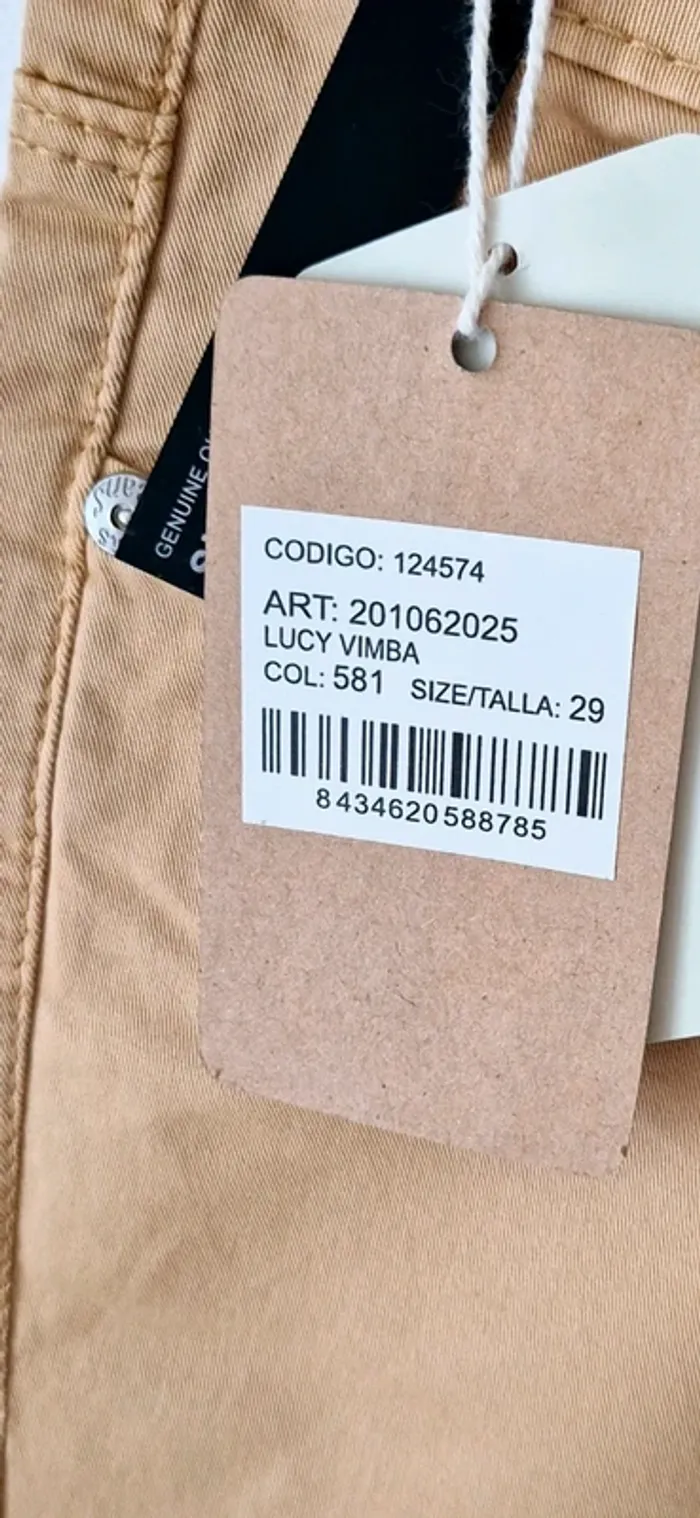 CODIGO: 124574
ART: 201062025
LUCY VIMBA
COL: 581 SIZE/TALLA: 29
8434620588785
GENUINE